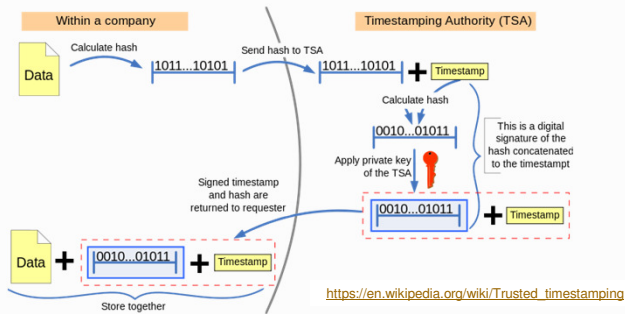 Within a company
Timestamping Authority (TSA)
Calculate hash
Send hash to TSA
Data
1011...10101
1011...10101
Timestamp
Calculate hash
0010...01011
This is a digital
signature of the
hash concatenated
to the timestampt
Apply private key
of the TSA
Signed timestamp
and hash are
returned to requester
0010...01011
Timestamp
Data
0010...01011
Timestamp
Store together
https://en.wikipedia.org/wiki/Trusted_timestamping